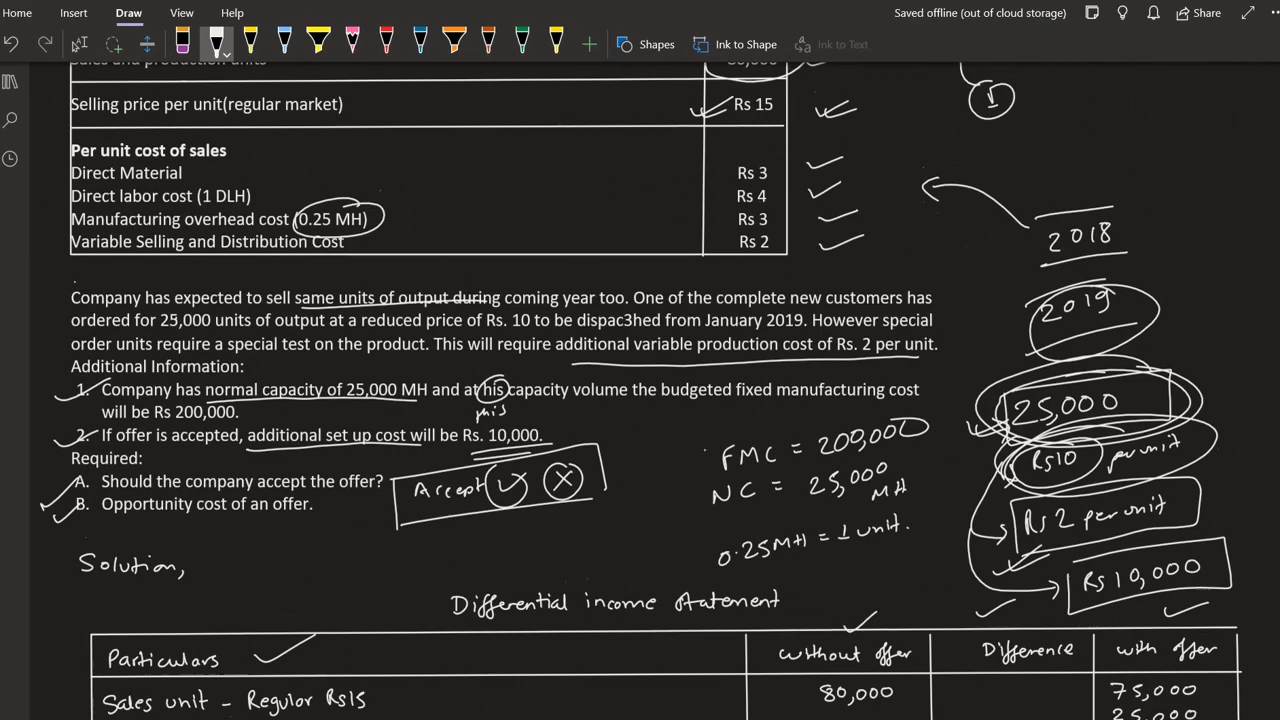 Home Insert Draw View Help Saved offline (out of cloud storage) Share
Shapes Ink to Shape Ink to Text
Sales and production units 80,000
Selling price per unit(regular market) Rs 15
1
Per unit cost of sales
Direct Material Rs 3
Direct labor cost (1 DLH) Rs 4
Manufacturing overhead cost (0.25 MH) Rs 3
Variable Selling and Distribution Cost Rs 2
2018
2019
Company has expected to sell same units of output during coming year too. One of the complete new customers has
ordered for 25,000 units of output at a reduced price of Rs. 10 to be dispac3hed from January 2019. However special
order units require a special test on the product. This will require additional variable production cost of Rs. 2 per unit.
Additional Information:
1. Company has normal capacity of 25,000 MH and at his capacity volume the budgeted fixed manufacturing cost
this
will be Rs 200,000.
2. If offer is accepted, additional set up cost will be Rs. 10,000.
Required:
A. Should the company accept the offer?
B. Opportunity cost of an offer.
Accept
FMC = 200,000
NC = 25,000
MH
0.25MH = 1 unit.
25,000
Rs10 per unit
Rs 2 per unit
Rs 10,000
Solution,
Differential income statement
Particulars without offer Difference with offer
Sales unit - Regular Rs15 80,000 75,000
25,000